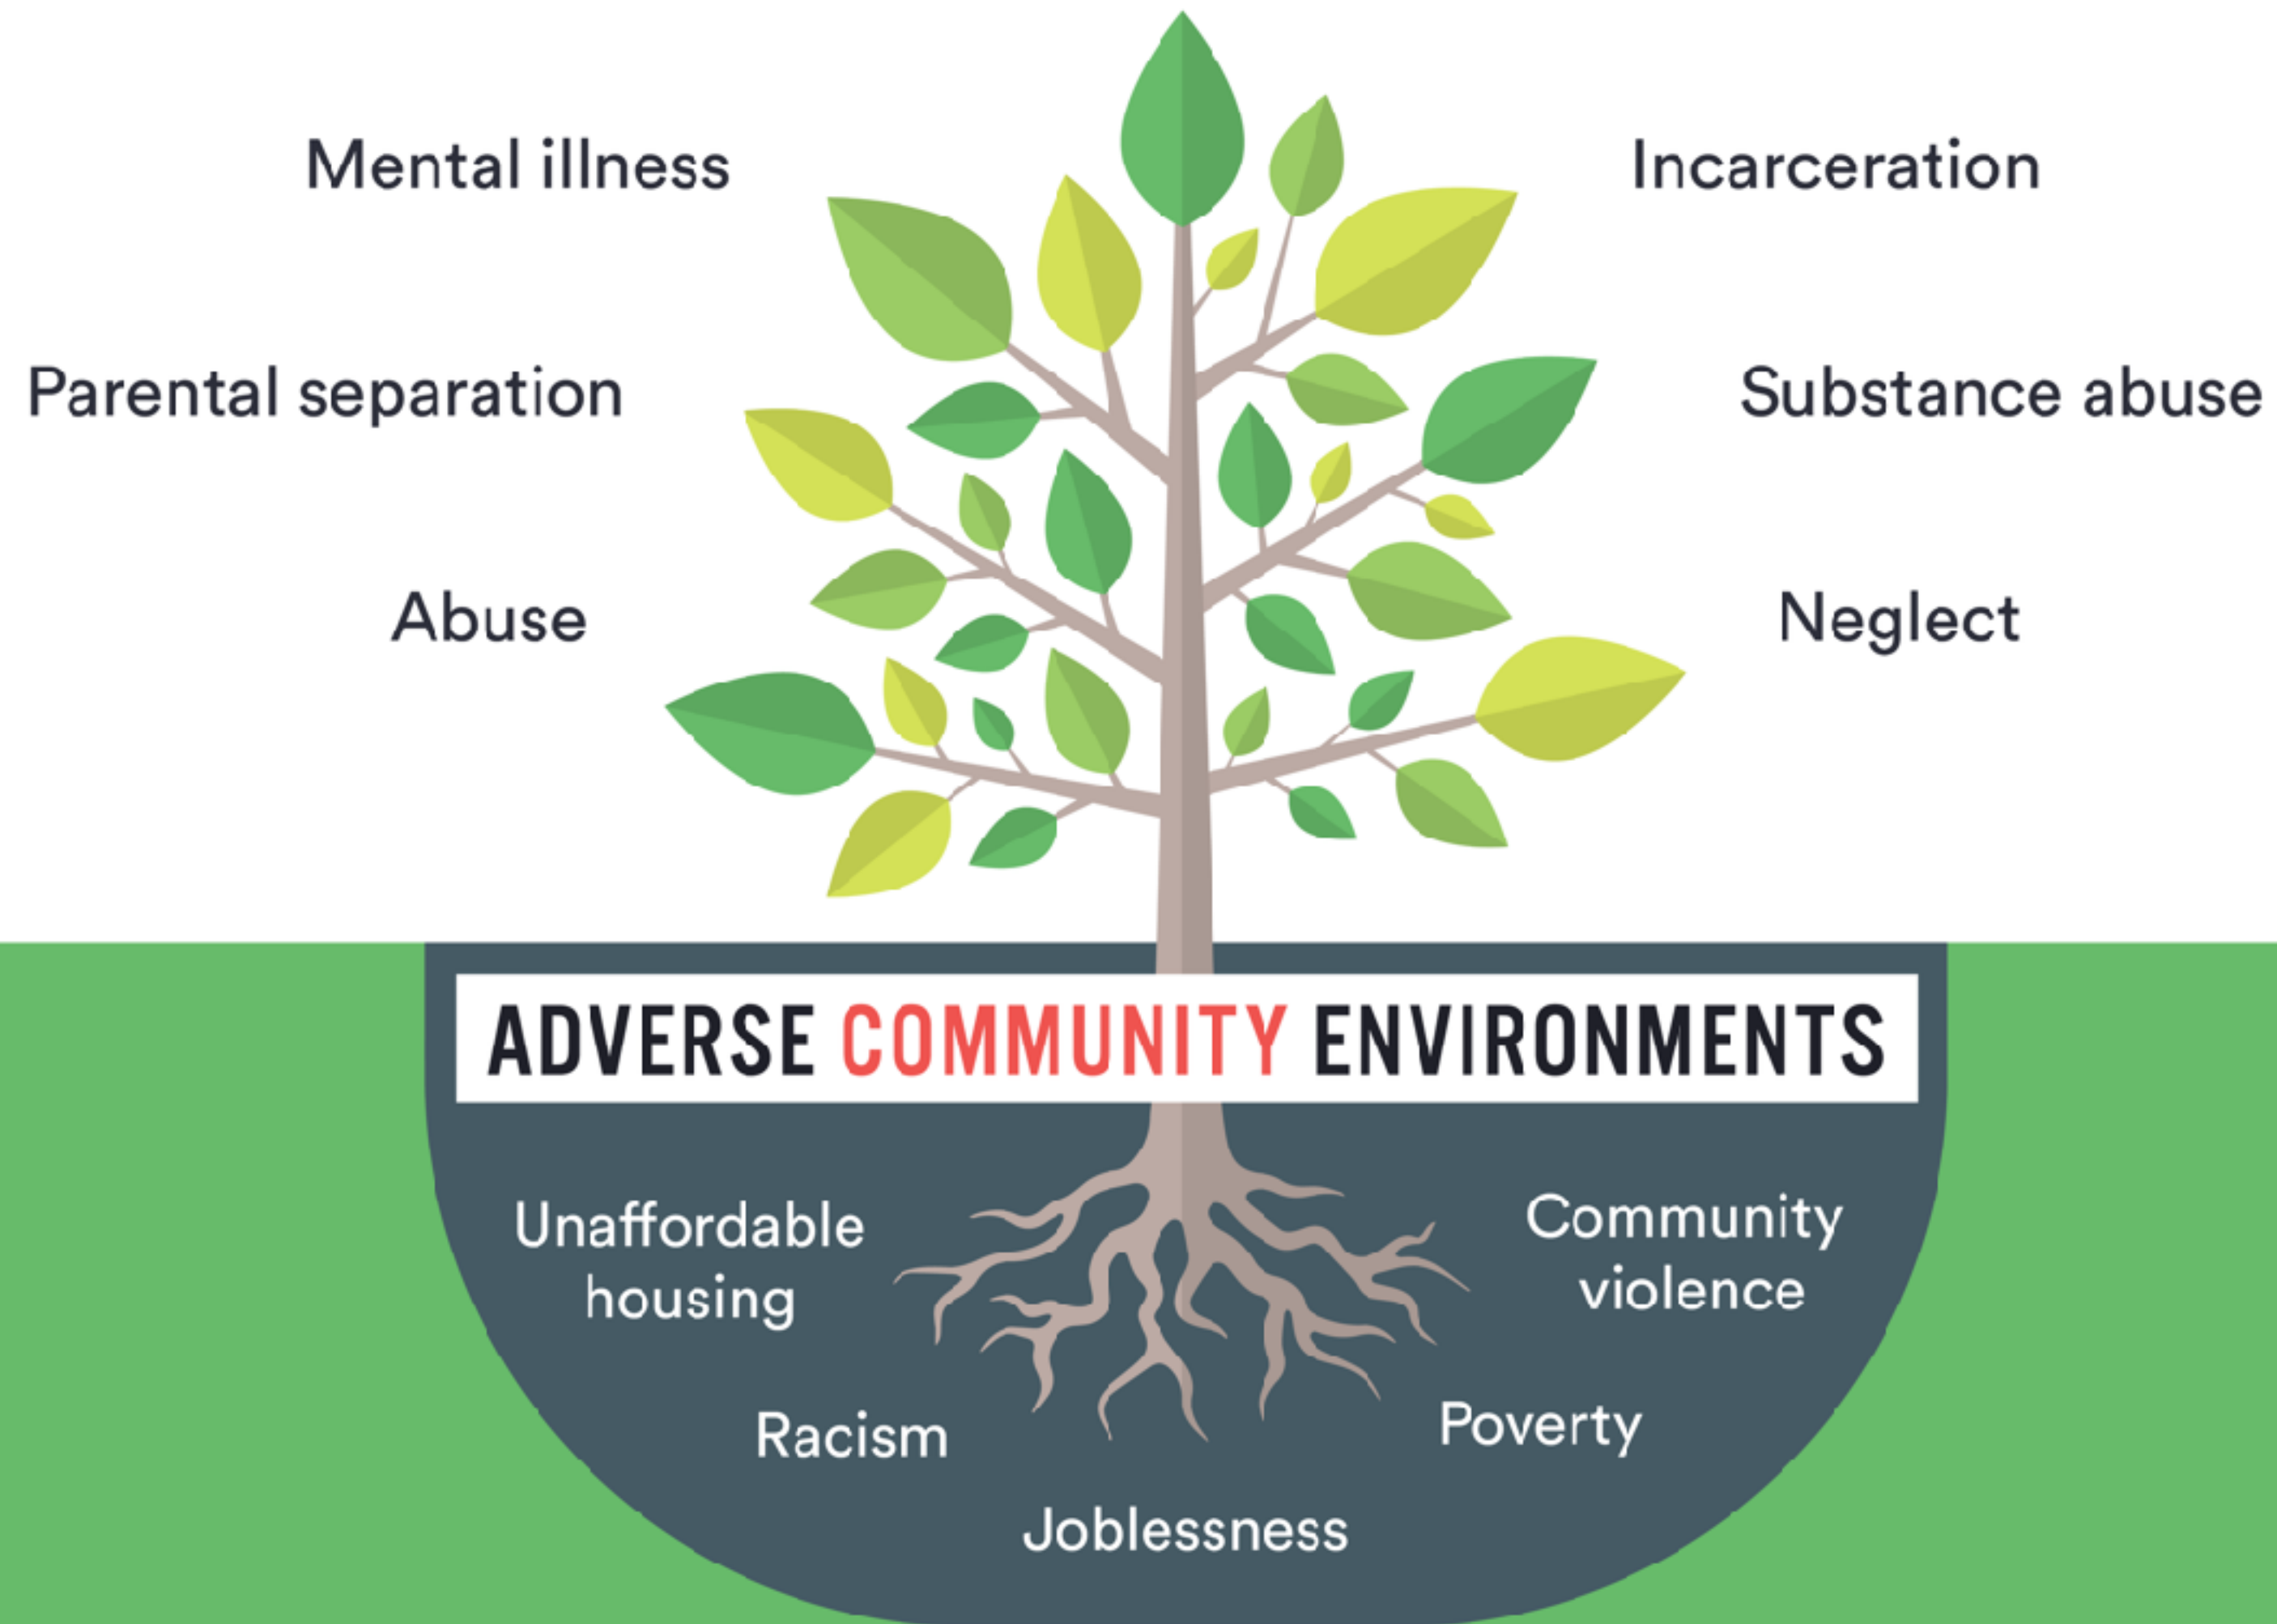 Mental illness
Incarceration
Parental separation
Substance abuse
Abuse
Neglect
ADVERSE COMMUNITY ENVIRONMENTS
Unaffordable
housing
Community
violence
Racism
Poverty
Joblessness